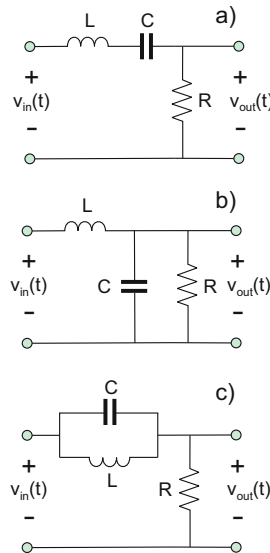 a)
L C
+ +
v_in(t) R v_out(t)
- -
b)
L
+ +
v_in(t) C R v_out(t)
- -
c)
C
+ +
v_in(t) L R v_out(t)
- -